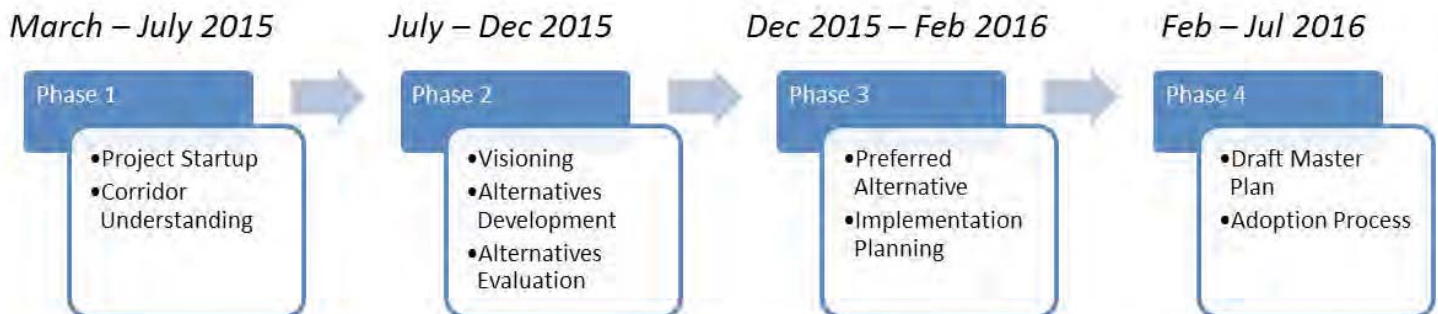 March – July 2015
July – Dec 2015
Dec 2015 – Feb 2016
Feb – Jul 2016
Phase 1
•Project Startup
•Corridor
Understanding
Phase 2
•Visioning
•Alternatives
Development
•Alternatives
Evaluation
Phase 3
•Preferred
Alternative
•Implementation
Planning
Phase 4
•Draft Master
Plan
•Adoption Process